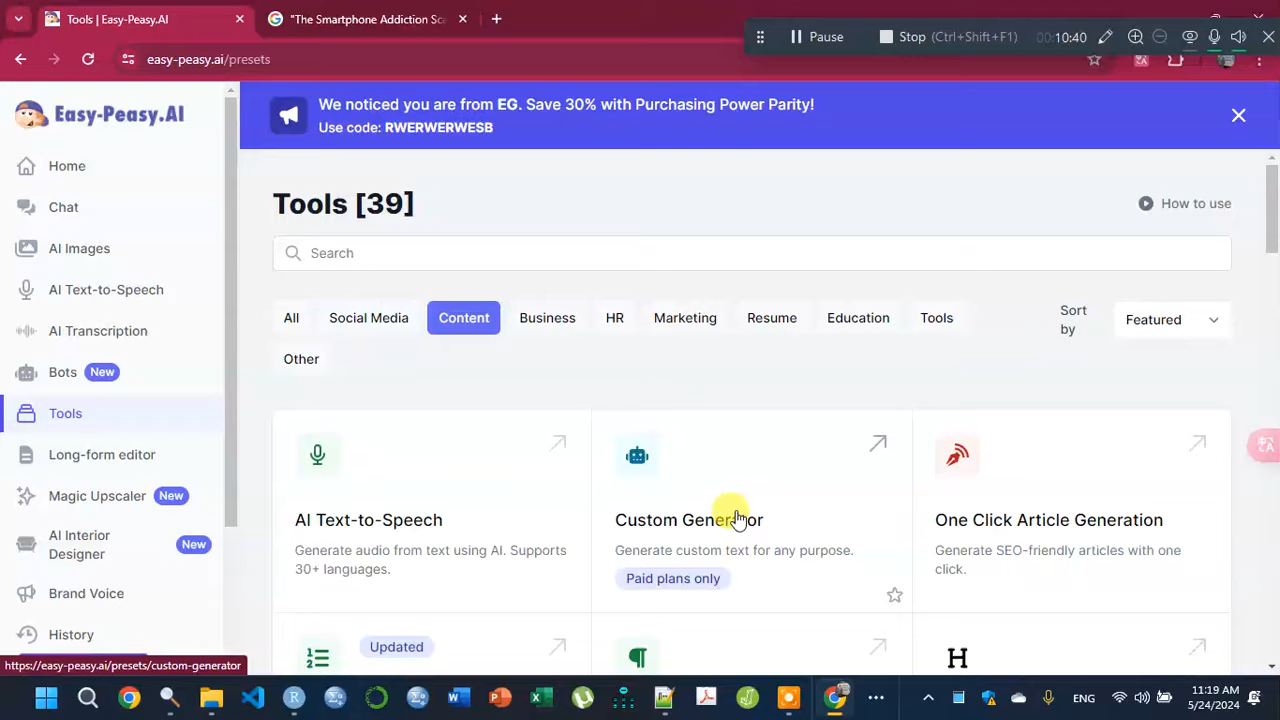 Tools | Easy-Peasy.AI
"The Smartphone Addiction Sca
Pause
Stop (Ctrl+Shift+F1)
00:10:40
easy-peasy.ai/presets
Easy-Peasy.AI
We noticed you are from EG. Save 30% with Purchasing Power Parity!
Use code: RWERWERWESB
Home
Chat
AI Images
AI Text-to-Speech
AI Transcription
Bots New
Tools
Long-form editor
Magic Upscaler New
AI Interior
Designer New
Brand Voice
History
Tools [39]
How to use
Search
All Social Media Content Business HR Marketing Resume Education Tools
Other
Sort
by
Featured
AI Text-to-Speech
Generate audio from text using AI. Supports
30+ languages.
Custom Generator
Generate custom text for any purpose.
Paid plans only
One Click Article Generation
Generate SEO-friendly articles with one
click.
Updated
https://easy-peasy.ai/presets/custom-generator
ENG
11:19 AM
5/24/2024